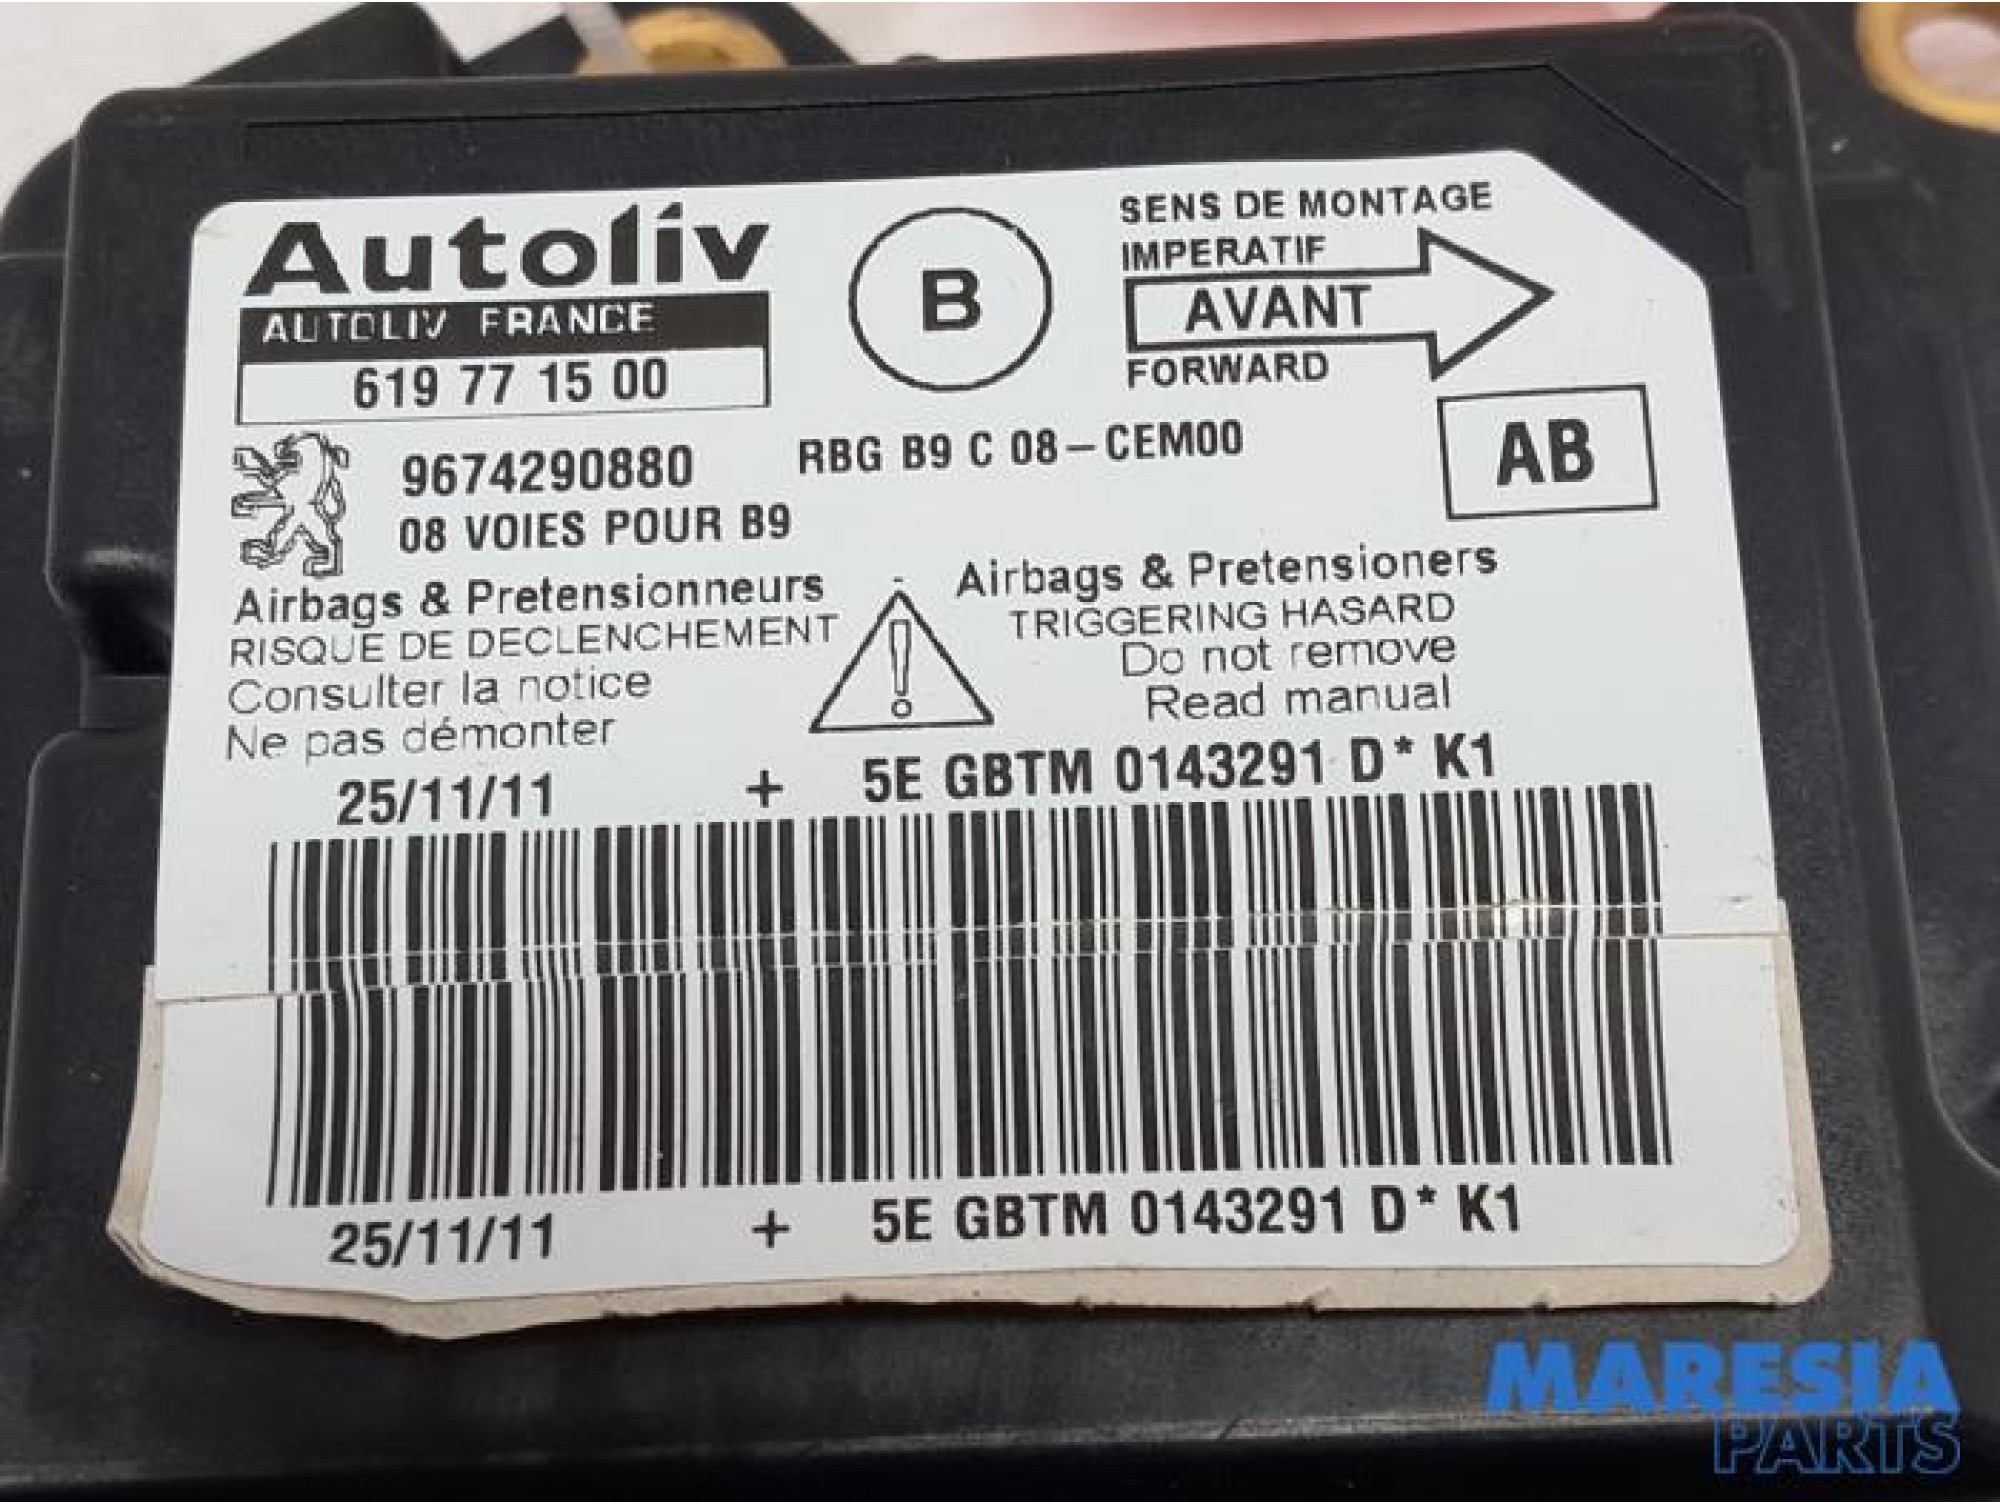 Autoliv
AUTOLIV FRANCE
619 77 15 00
B
SENS DE MONTAGE
IMPERATIF
AVANT
FORWARD
9674290880
RBG B9 C 08-CEM00
08 VOIES POUR B9
AB
Airbags & Pretensionneurs
RISQUE DE DECLENCHEMENT
Consulter la notice
Ne pas démonter
Airbags & Pretensioners
TRIGGERING HASARD
Do not remove
Read manual
25/11/11 + 5E GBTM 0143291 D* K1
25/11/11 + 5E GBTM 0143291 D* K1
MARESIA
PARTS